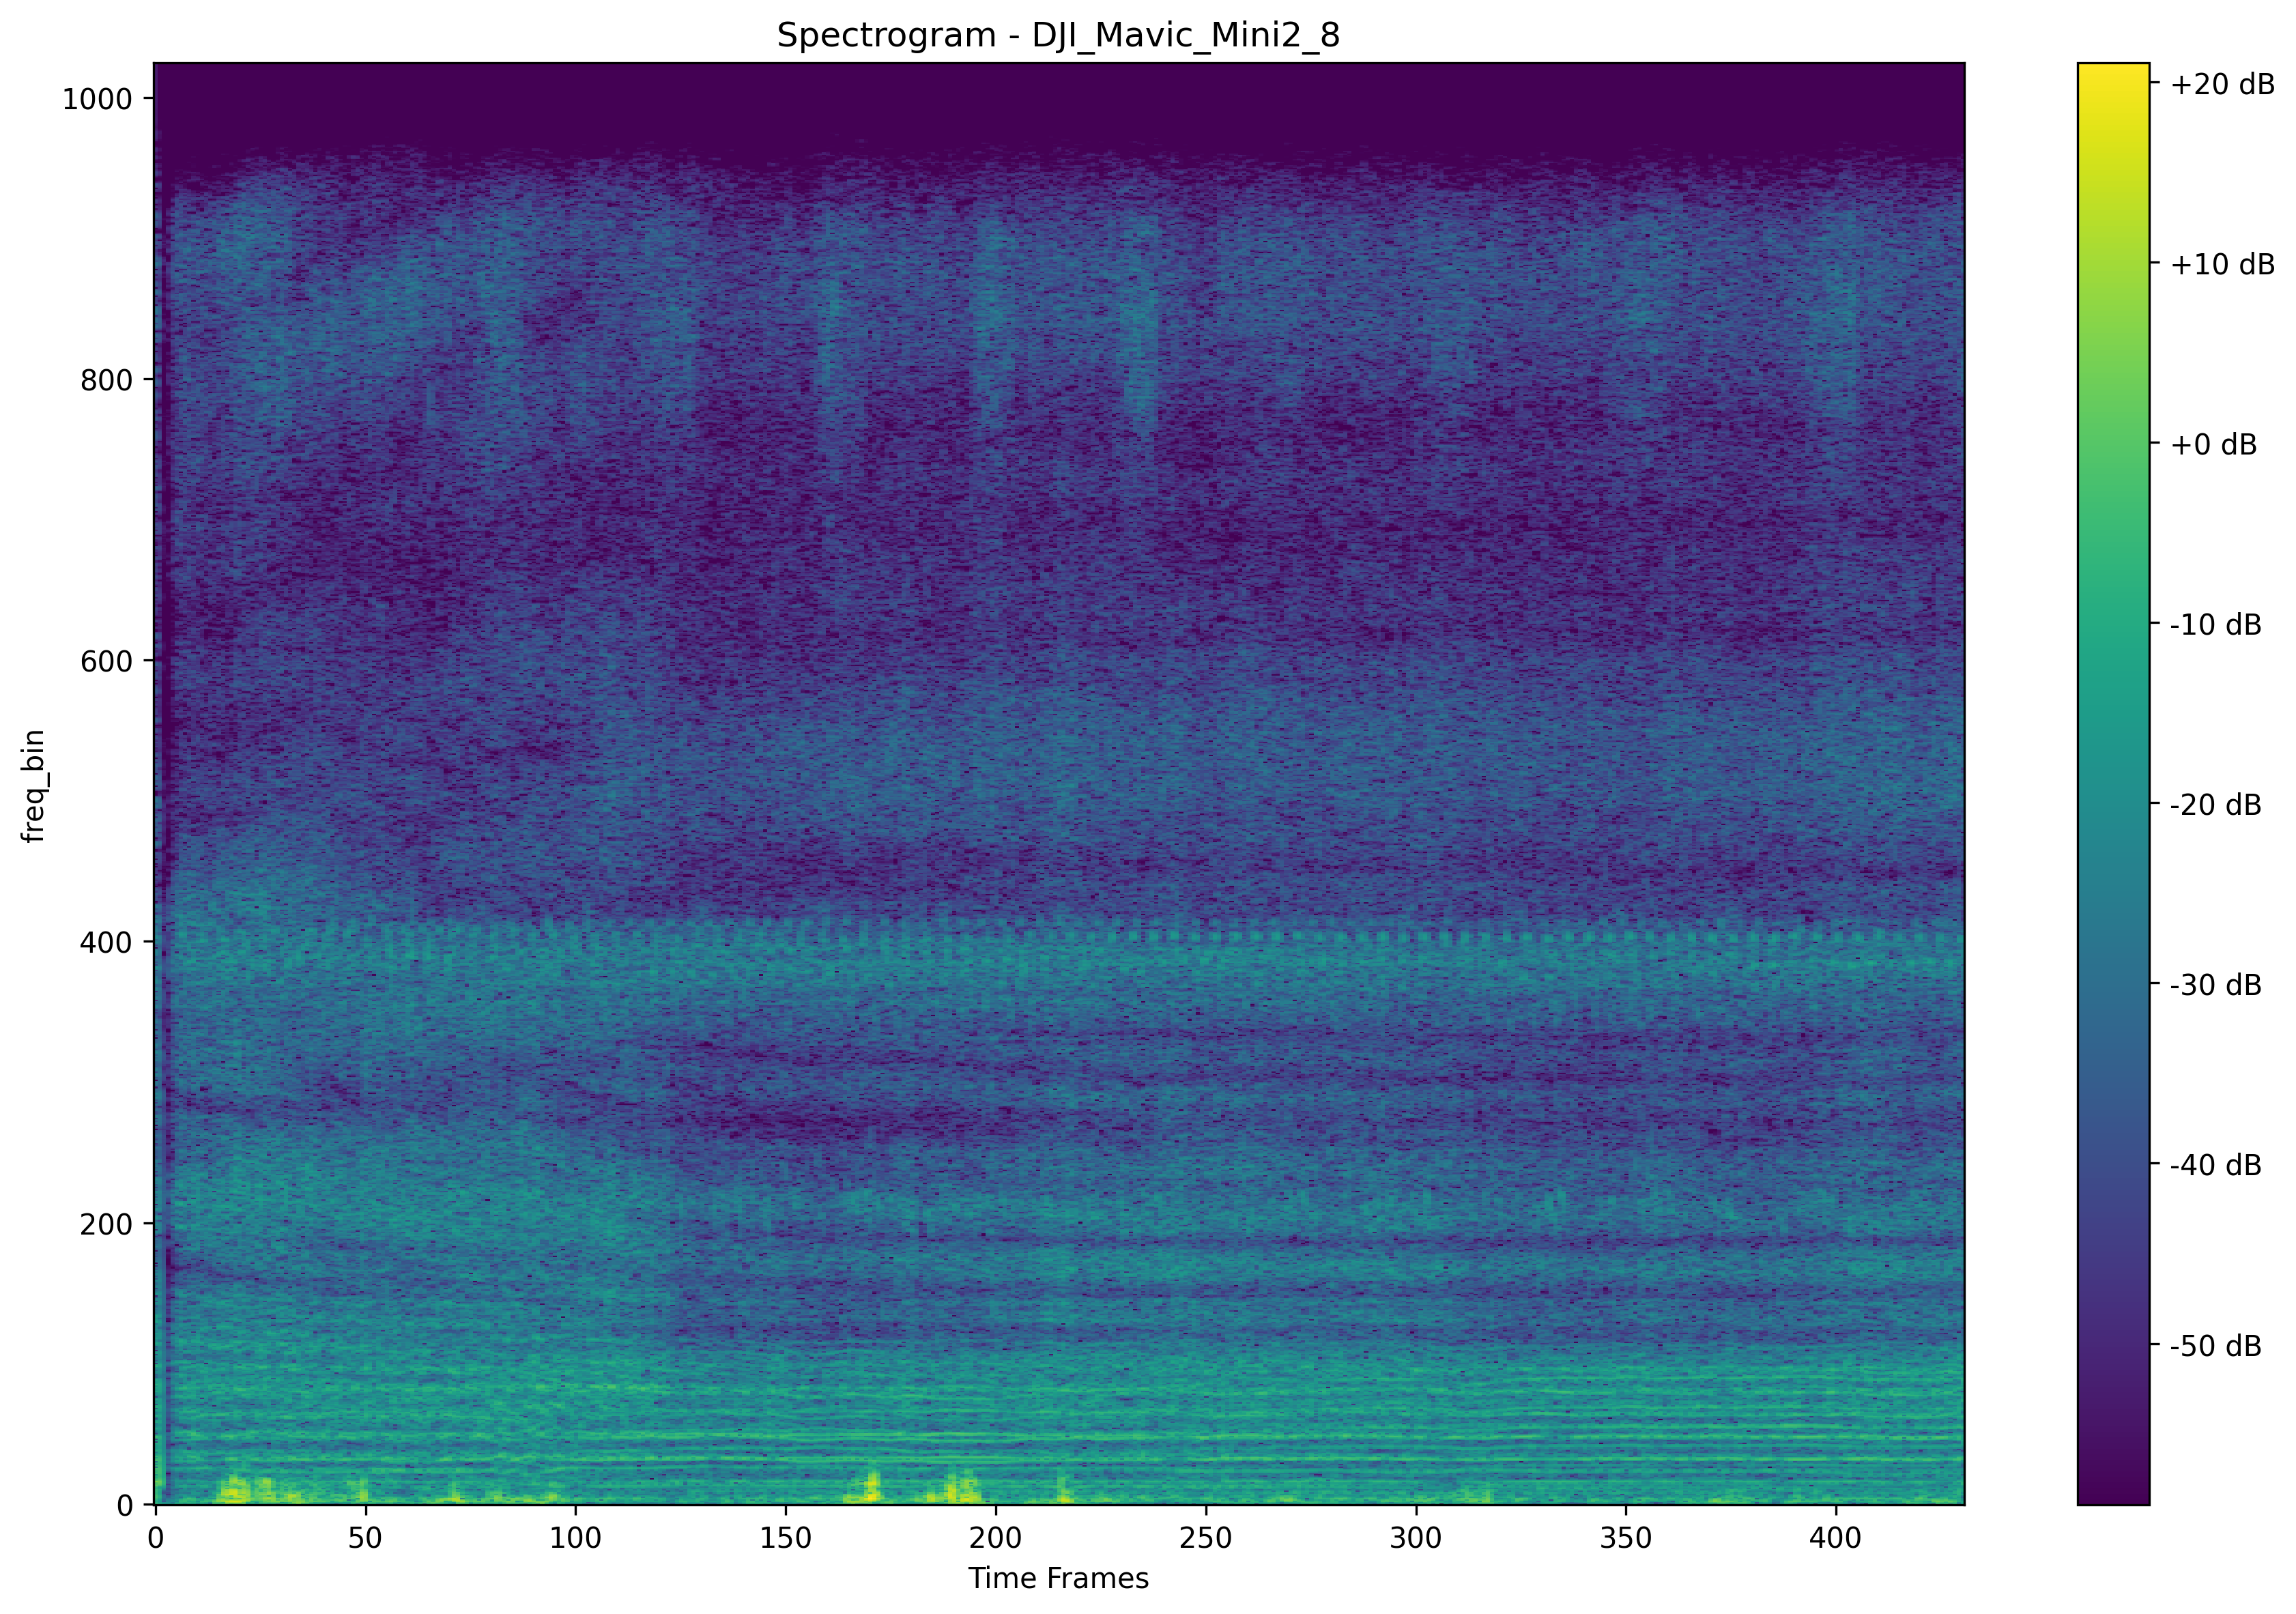 Spectrogram - DJI_Mavic_Mini2_8
1000
800
600
400
200
0
freq_bin
0 50 100 150 200 250 300 350 400
Time Frames
+20 dB
+10 dB
+0 dB
-10 dB
-20 dB
-30 dB
-40 dB
-50 dB